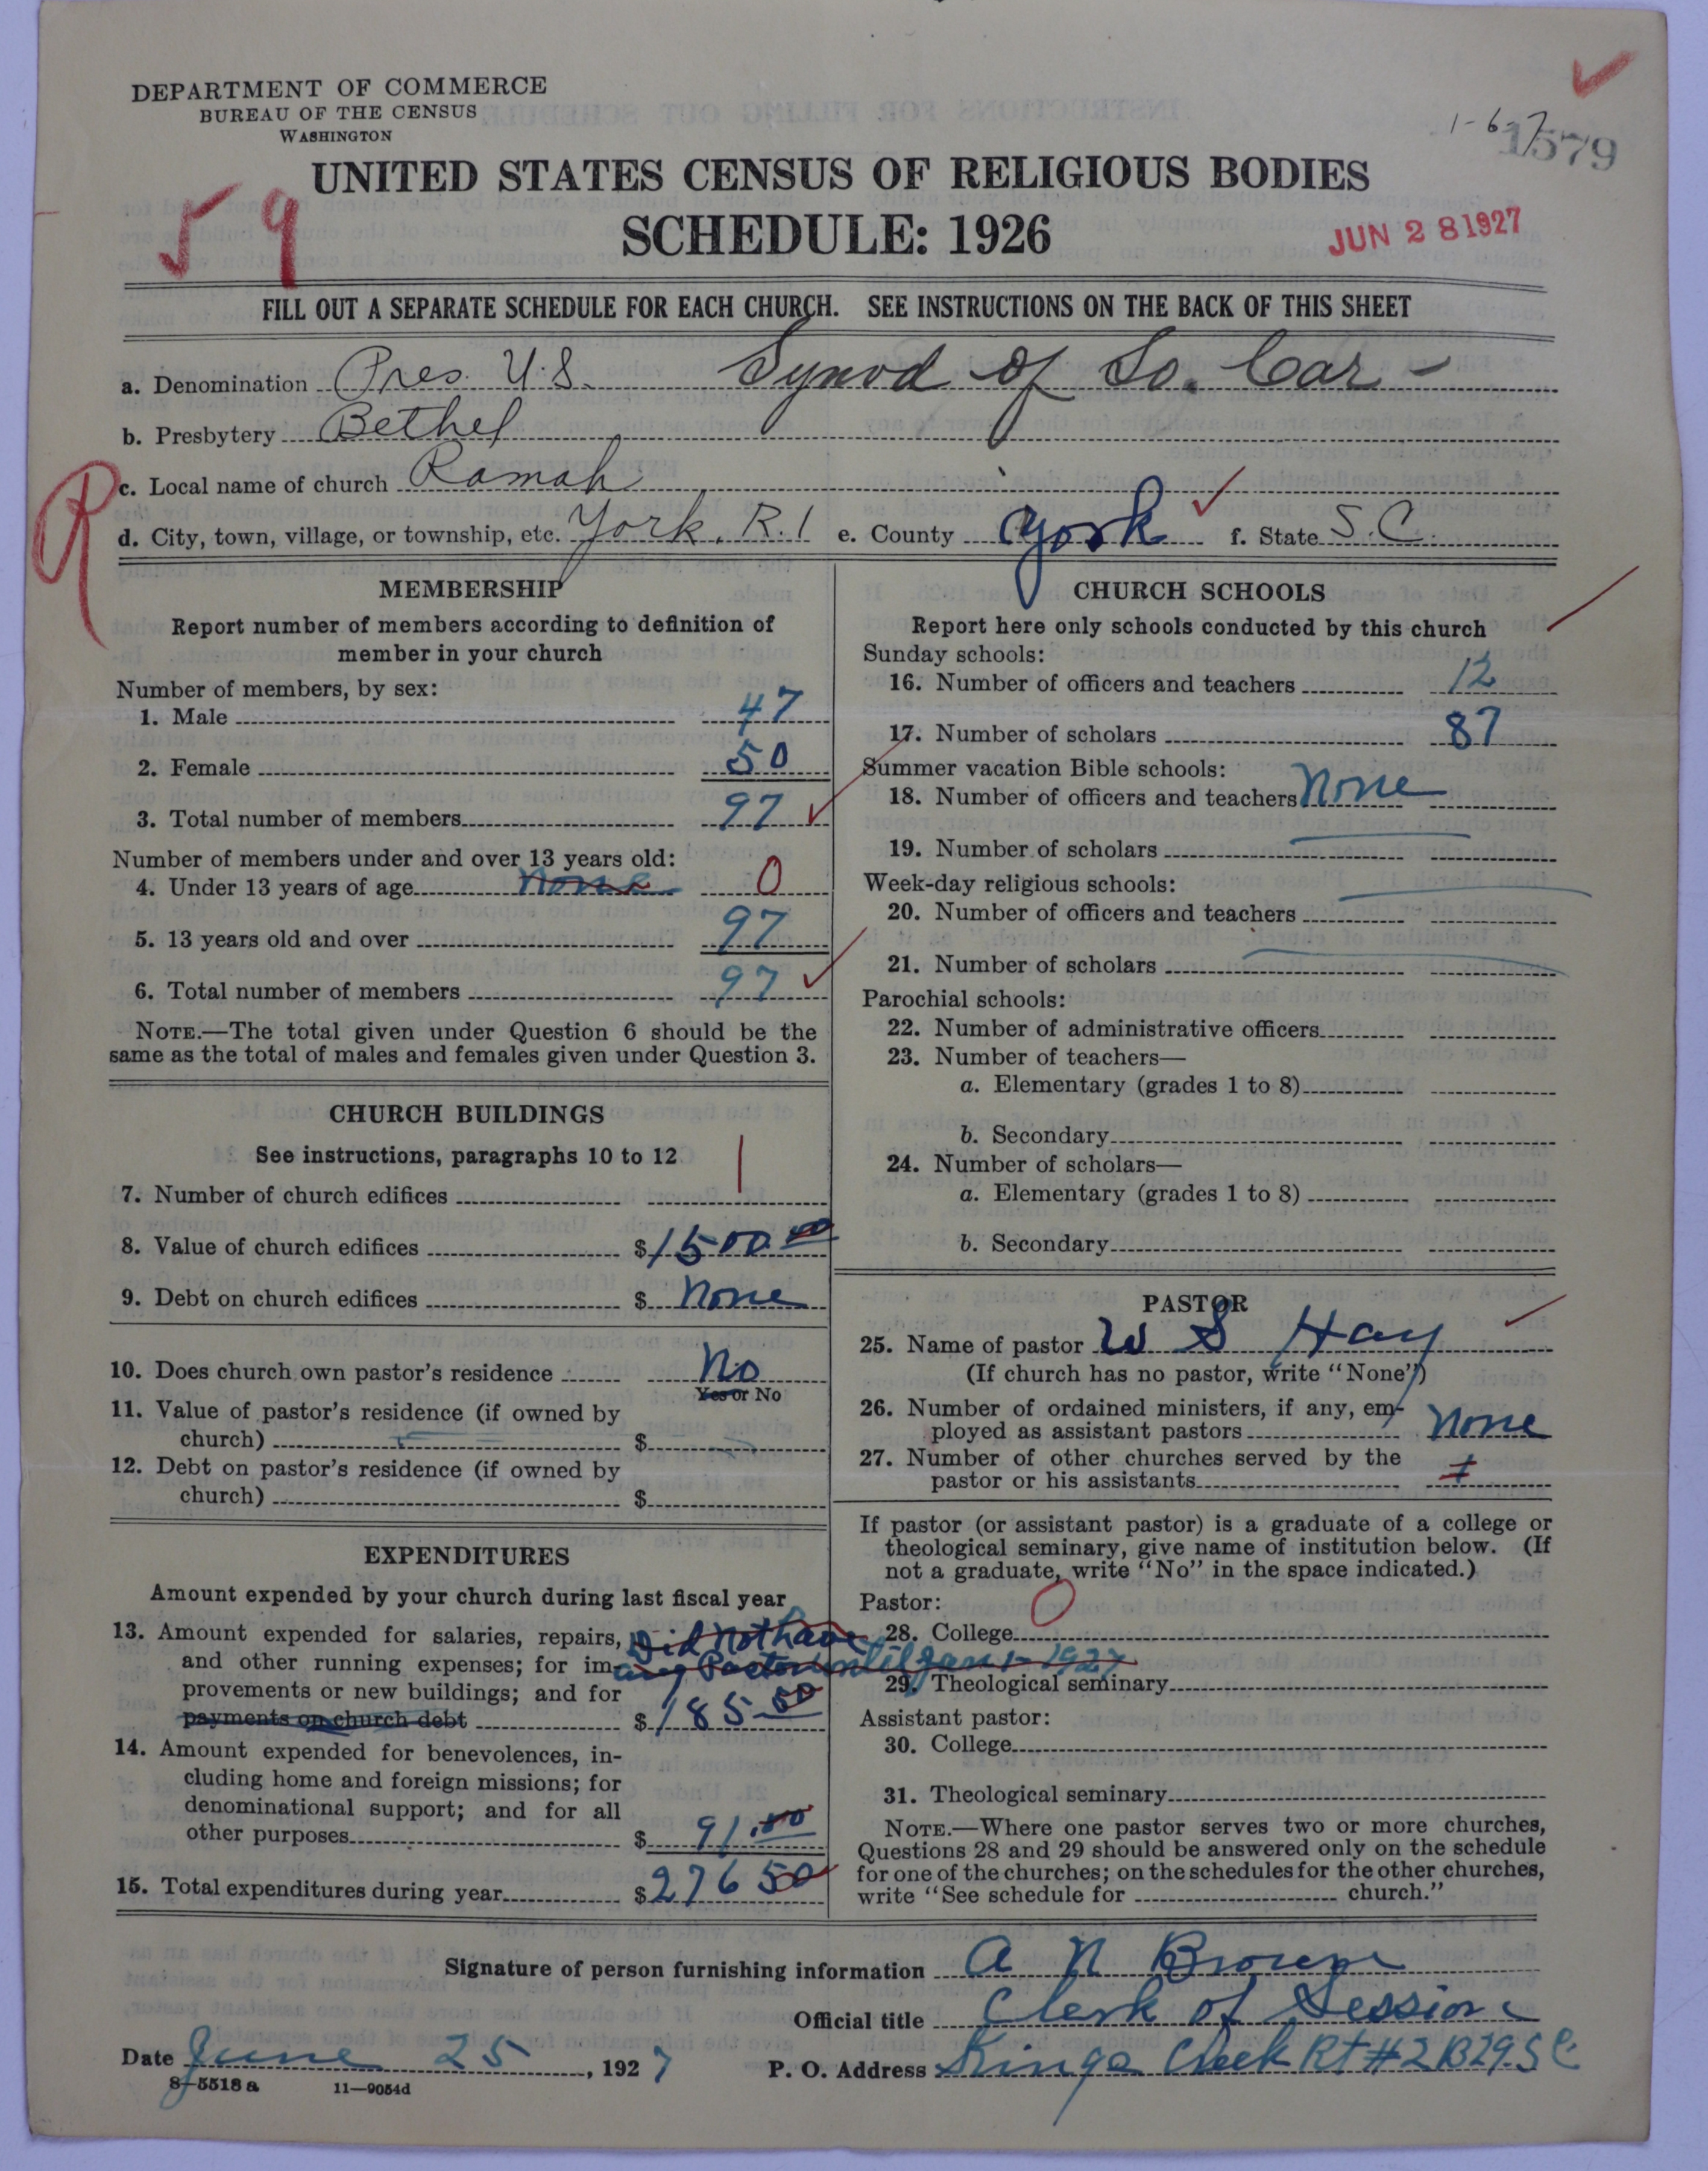 DEPARTMENT OF COMMERCE
BUREAU OF THE CENSUS
WASHINGTON
1-6-7
1579
UNITED STATES CENSUS OF RELIGIOUS BODIES
SCHEDULE: 1926
9
JUN 28 1927
FILL OUT A SEPARATE SCHEDULE FOR EACH CHURCH. SEE INSTRUCTIONS ON THE BACK OF THIS SHEET
a. Denomination Pres. U.S. Synod of So. Car-
b. Presbytery Bethel
R
c. Local name of church Ramah
d. City, town, village, or township, etc. York. R.1 e. County York f. State S.C.
MEMBERSHIP
Report number of members according to definition of
member in your church
Number of members, by sex:
1. Male 47
2. Female 50
3. Total number of members 97
Number of members under and over 13 years old:
4. Under 13 years of age none 0
5. 13 years old and over 97
6. Total number of members 97
NOTE.—The total given under Question 6 should be the
same as the total of males and females given under Question 3.
CHURCH BUILDINGS
See instructions, paragraphs 10 to 12
7. Number of church edifices 1
8. Value of church edifices $1500.00
9. Debt on church edifices $ None
10. Does church own pastor's residence No
Yes or No
11. Value of pastor's residence (if owned by
church) $
12. Debt on pastor's residence (if owned by
church) $
EXPENDITURES
Amount expended by your church during last fiscal year
13. Amount expended for salaries, repairs, Did not have
and other running expenses; for im- any Pastor until Jan 1- 1927
provements or new buildings; and for
payments on church debt $185.50
14. Amount expended for benevolences, in-
cluding home and foreign missions; for
denominational support; and for all
other purposes $ 91.00
15. Total expenditures during year $276 50
CHURCH SCHOOLS
Report here only schools conducted by this church
Sunday schools:
16. Number of officers and teachers 12
17. Number of scholars 87
Summer vacation Bible schools:
18. Number of officers and teachers None
19. Number of scholars
Week-day religious schools:
20. Number of officers and teachers
21. Number of scholars
Parochial schools:
22. Number of administrative officers
23. Number of teachers—
a. Elementary (grades 1 to 8)
b. Secondary
24. Number of scholars—
a. Elementary (grades 1 to 8)
b. Secondary
PASTOR
25. Name of pastor W S Hay
(If church has no pastor, write "None")
26. Number of ordained ministers, if any, em-
ployed as assistant pastors None
27. Number of other churches served by the
pastor or his assistants
If pastor (or assistant pastor) is a graduate of a college or
theological seminary, give name of institution below. (If
not a graduate, write "No" in the space indicated.)
Pastor: 0
28. College
29. Theological seminary
Assistant pastor:
30. College
31. Theological seminary
NOTE.—Where one pastor serves two or more churches,
Questions 28 and 29 should be answered only on the schedule
for one of the churches; on the schedules for the other churches,
write "See schedule for church."
Signature of person furnishing information A N Brown
Official title Clerk of Session
Date June 25, 1927 P. O. Address Kings Creek Rt #2 B29. S C
8-5518 a 11-9054d